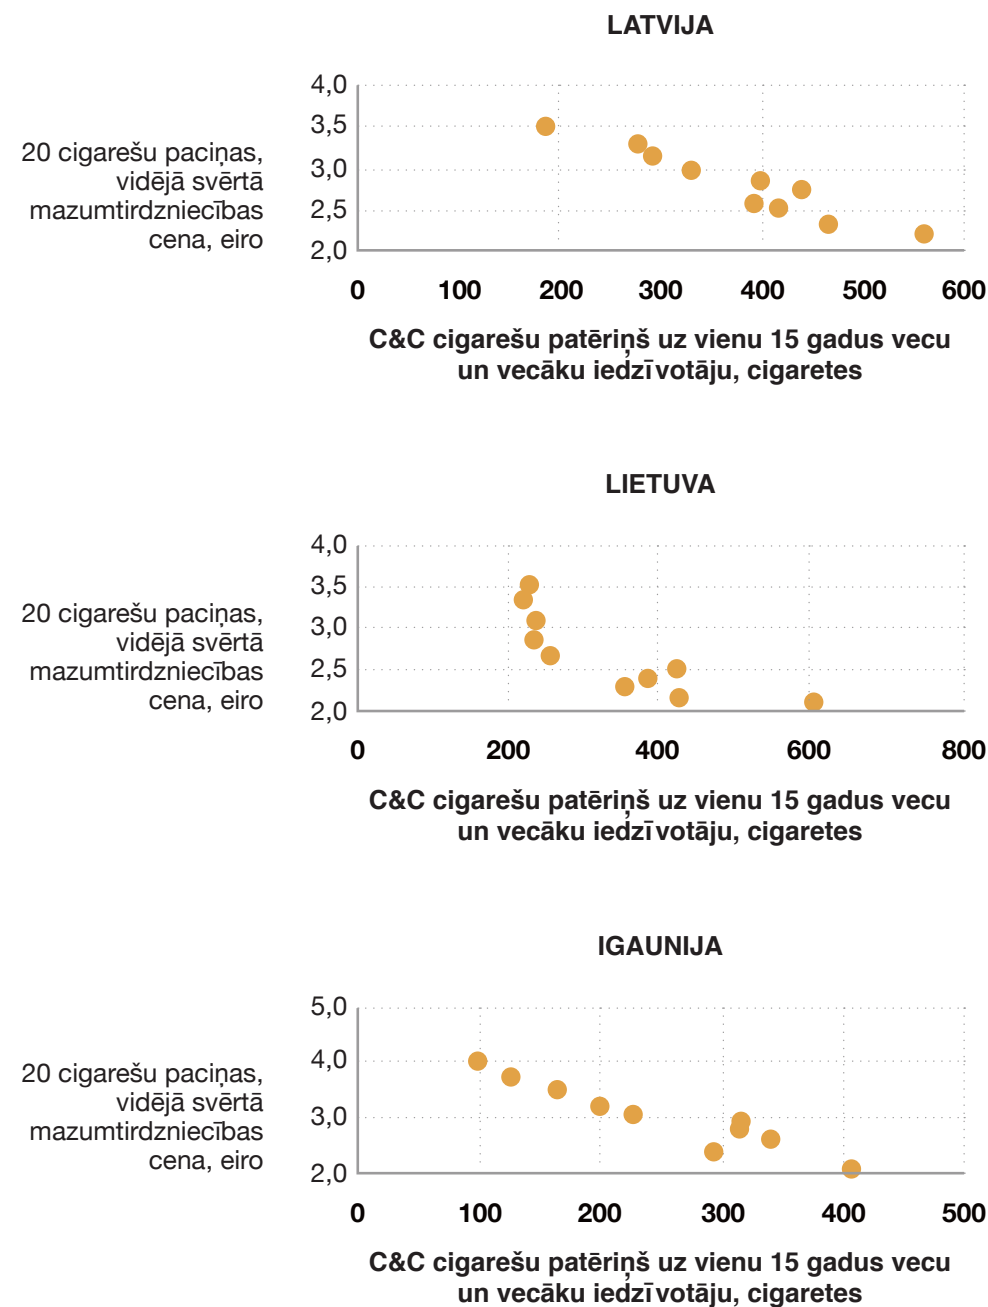 LATVIJA
20 cigarešu paciņas,
vidējā svērtā
mazumtirdzniecības
cena, eiro
4,0
3,5
3,0
2,5
2,0
0 100 200 300 400 500 600
C&C cigarešu patēriņš uz vienu 15 gadus vecu
un vecāku iedzīvotāju, cigaretes
LIETUVA
20 cigarešu paciņas,
vidējā svērtā
mazumtirdzniecības
cena, eiro
4,0
3,5
3,0
2,5
2,0
0 200 400 600 800
C&C cigarešu patēriņš uz vienu 15 gadus vecu
un vecāku iedzīvotāju, cigaretes
IGAUNIJA
20 cigarešu paciņas,
vidējā svērtā
mazumtirdzniecības
cena, eiro
5,0
4,0
3,0
2,0
0 100 200 300 400 500
C&C cigarešu patēriņš uz vienu 15 gadus vecu
un vecāku iedzīvotāju, cigaretes